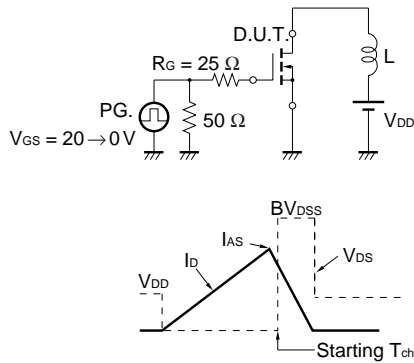 D.U.T.
RG = 25 Ω
L
PG.
50 Ω
VDD
VGS = 20 → 0 V
BVDSS
IAS
ID
VDS
VDD
Starting Tch